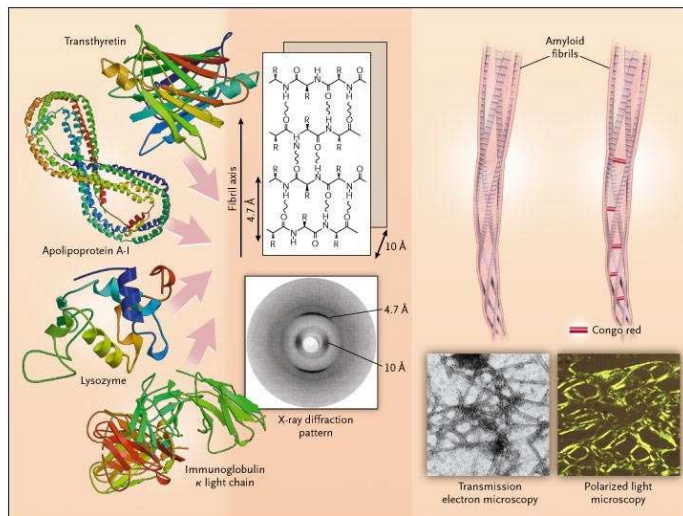 Transthyretin
Apolipoprotein A-I
Lysozyme
Immunoglobulin
κ light chain
Fibril axis
4.7 Å
10 Å
4.7 Å
10 Å
X-ray diffraction
pattern
Amyloid
fibrils
Congo red
Transmission
electron microscopy
Polarized light
microscopy